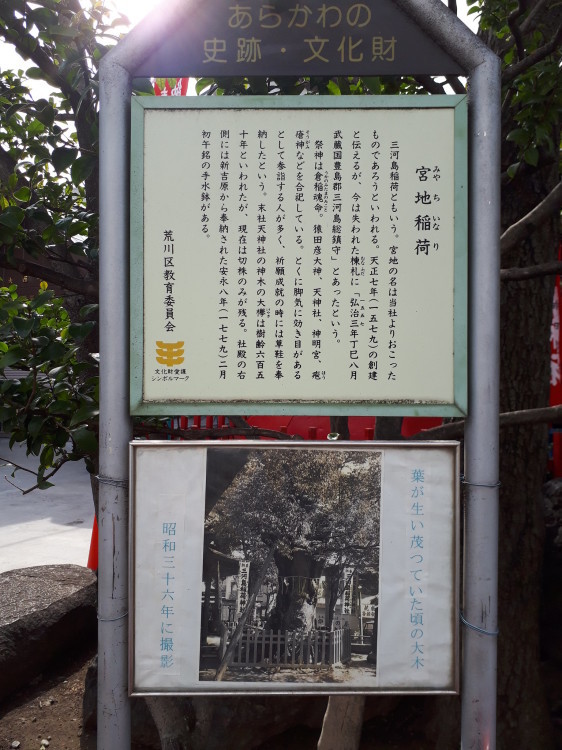 あらかわの
史跡・文化財
宮地稲荷
みや ち いな り
三河島稲荷ともいう。宮地の名は当社よりおこった
ものであろうといわれる。天正七年(一五七九)の創建
と伝えるが、今は失われた棟札に「弘治三年丁巳八月
武蔵国豊島郡三河島総鎮守」とあったという。
祭神は倉稲魂命。猿田彦大神、天神社、神明宮、疱
瘡神などを合祀している。とくに脚気に効き目がある
として参詣する人が多く、祈願成就の時には草鞋を奉
納したという。末社天神社の神木の大欅は樹齢六百五
十年といわれたが、現在は切株のみが残る。社殿の右
側には新吉原から奉納された安永八年(一七七九)二月
初午銘の手水鉢がある。
荒川区教育委員会
文化財愛護
シンボルマーク
葉が生い茂つていた頃の大木
三河島稲荷神
昭和三十六年に撮影